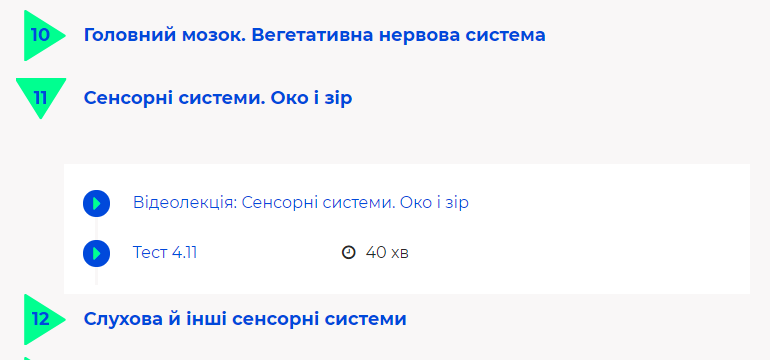 10 Головний мозок. Вегетативна нервова система
11 Сенсорні системи. Око і зір
Відеолекція: Сенсорні системи. Око і зір
Тест 4.11 40 хв
12 Слухова й інші сенсорні системи